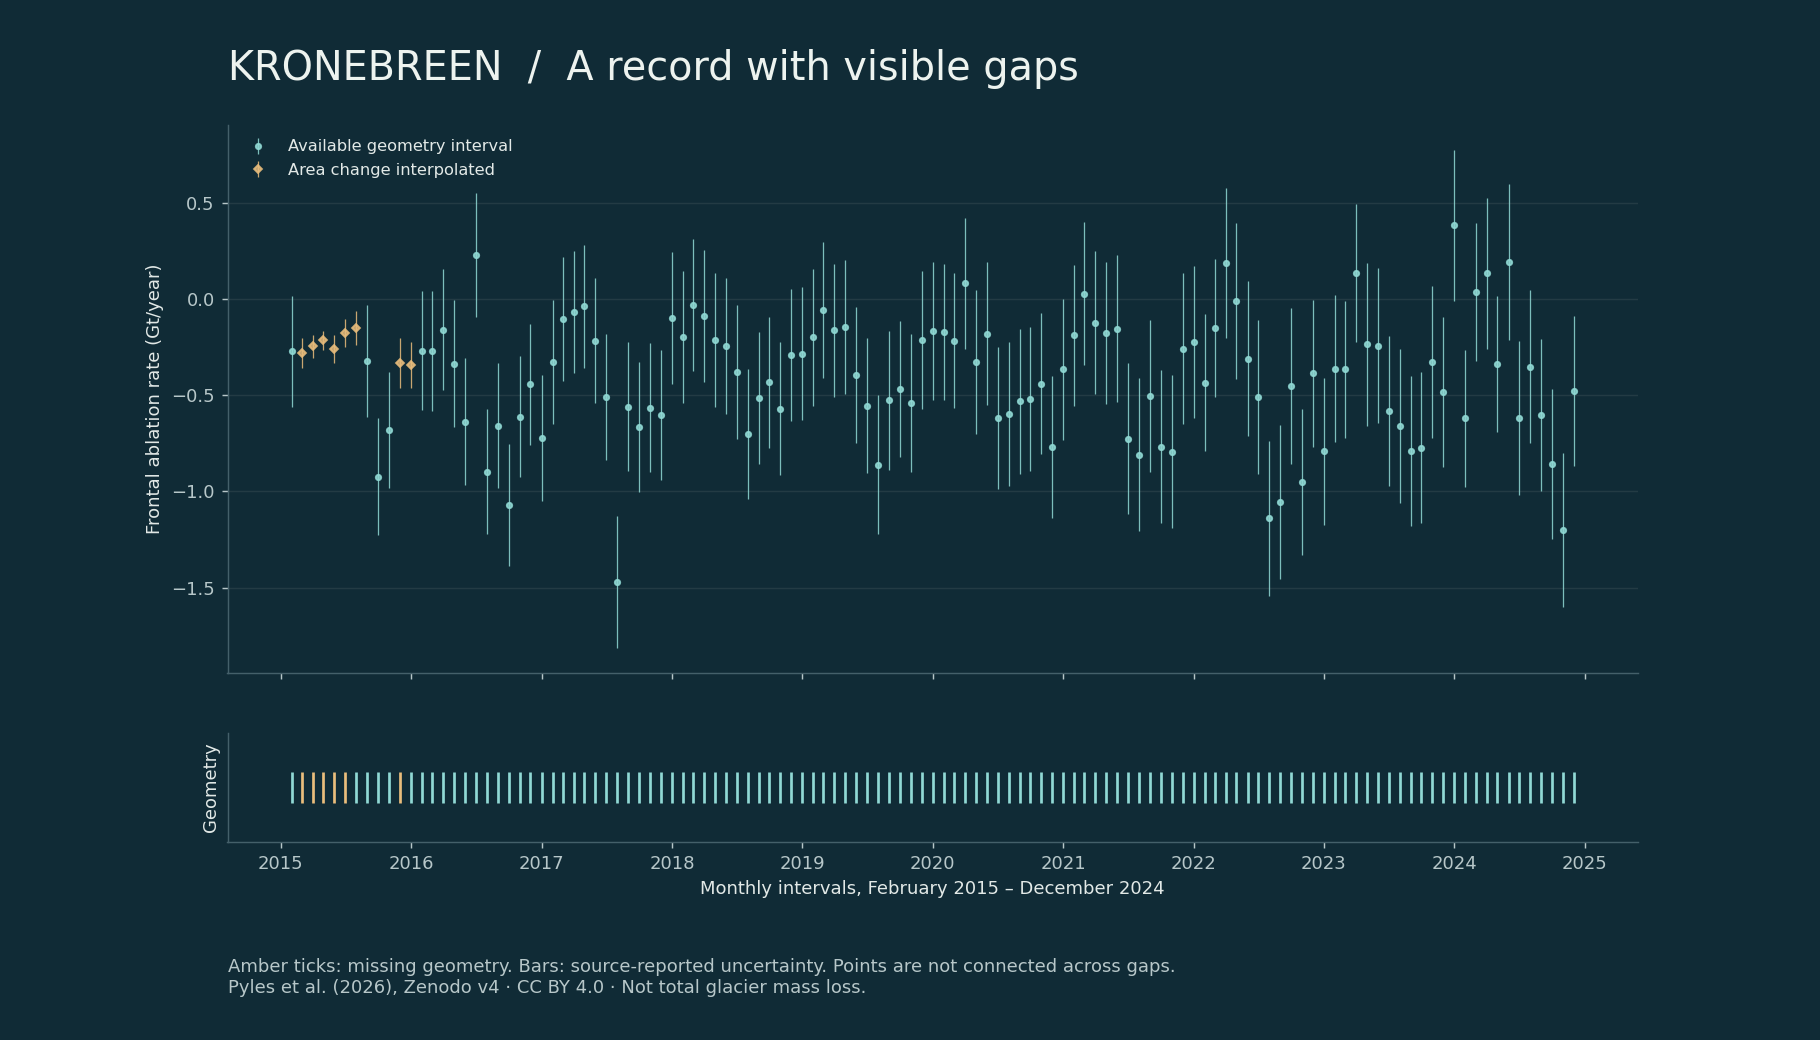 KRONEBREEN / A record with visible gaps
Available geometry interval
Area change interpolated
Frontal ablation rate (Gt/year)
0.5
0.0
−0.5
−1.0
−1.5
Geometry
2015 2016 2017 2018 2019 2020 2021 2022 2023 2024 2025
Monthly intervals, February 2015 – December 2024
Amber ticks: missing geometry. Bars: source-reported uncertainty. Points are not connected across gaps.
Pyles et al. (2026), Zenodo v4 · CC BY 4.0 · Not total glacier mass loss.